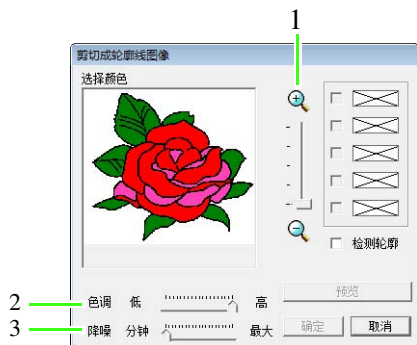 1
剪切成轮廓线图像
选择颜色
检测轮廓
2 色调 低 高 预览
3 降噪 分钟 最大 确定 取消